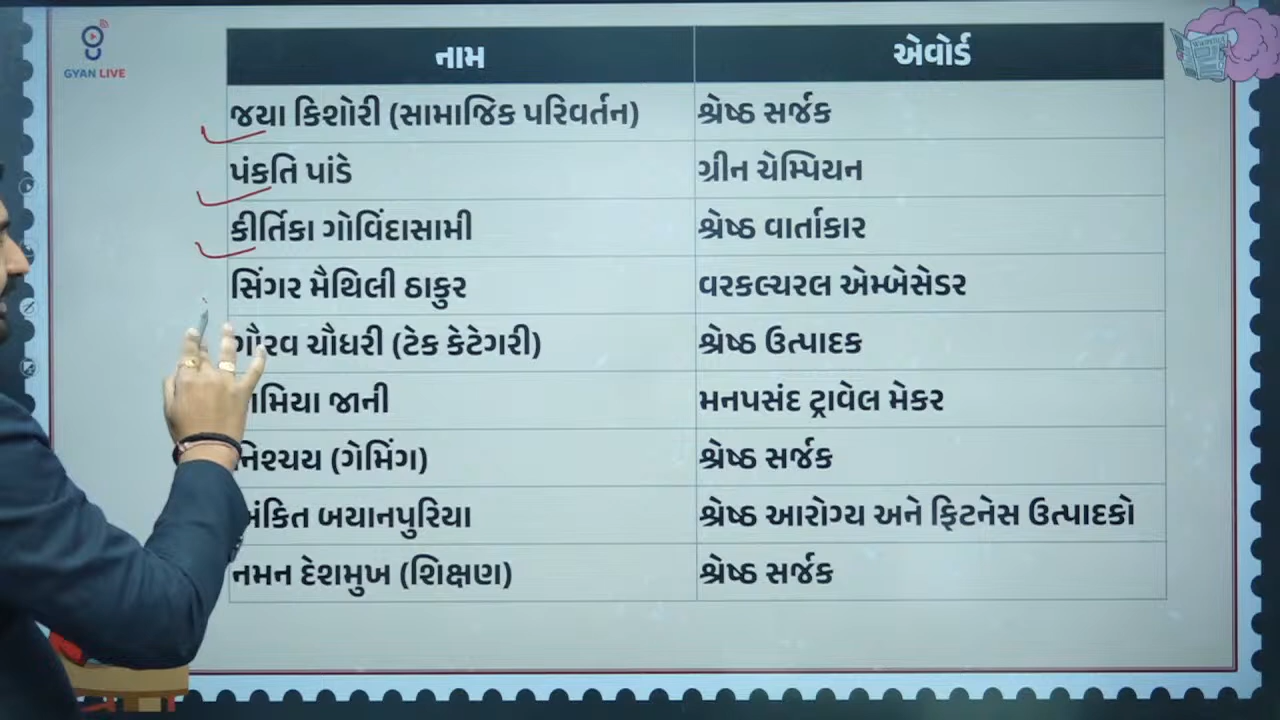 GYAN LIVE
નામ એવોર્ડ
જયા કિશોરી (સામાજિક પરિવર્તન) શ્રેષ્ઠ સર્જક
પંકતિ પાંડે ગ્રીન ચેમ્પિયન
કીર્તિકા ગોવિંદાસામી શ્રેષ્ઠ વાર્તાકાર
સિંગર મૈથિલી ઠાકુર વરકલ્ચરલ એમ્બેસેડર
ગૌરવ ચૌધરી (ટેક કેટેગરી) શ્રેષ્ઠ ઉત્પાદક
જાની મનપસંદ ટ્રાવેલ મેકર
નિશ્ચય (ગેમિંગ) શ્રેષ્ઠ સર્જક
બયાનપુરિયા શ્રેષ્ઠ આરોગ્ય અને ફિટનેસ ઉત્પાદકો
નમન દેશમુખ (શિક્ષણ) શ્રેષ્ઠ સર્જક